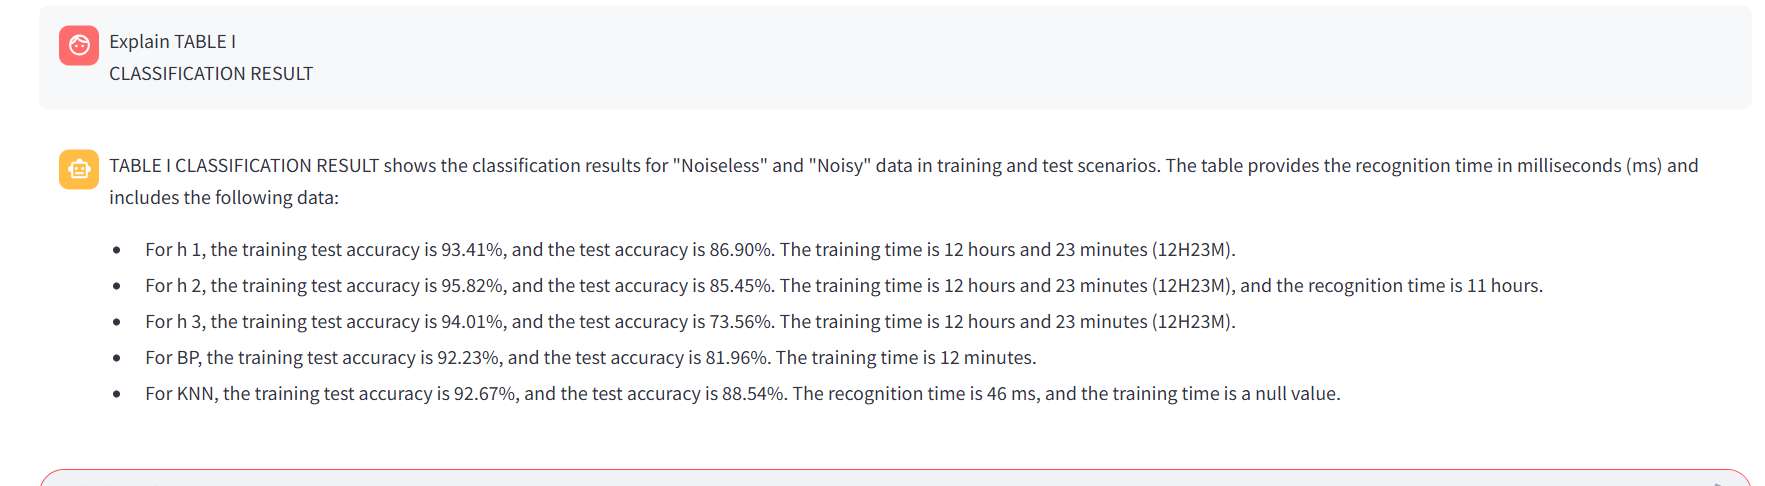 Explain TABLE I
CLASSIFICATION RESULT
TABLE I CLASSIFICATION RESULT shows the classification results for "Noiseless" and "Noisy" data in training and test scenarios. The table provides the recognition time in milliseconds (ms) and
includes the following data:
• For h 1, the training test accuracy is 93.41%, and the test accuracy is 86.90%. The training time is 12 hours and 23 minutes (12H23M).
• For h 2, the training test accuracy is 95.82%, and the test accuracy is 85.45%. The training time is 12 hours and 23 minutes (12H23M), and the recognition time is 11 hours.
• For h 3, the training test accuracy is 94.01%, and the test accuracy is 73.56%. The training time is 12 hours and 23 minutes (12H23M).
• For BP, the training test accuracy is 92.23%, and the test accuracy is 81.96%. The training time is 12 minutes.
• For KNN, the training test accuracy is 92.67%, and the test accuracy is 88.54%. The recognition time is 46 ms, and the training time is a null value.